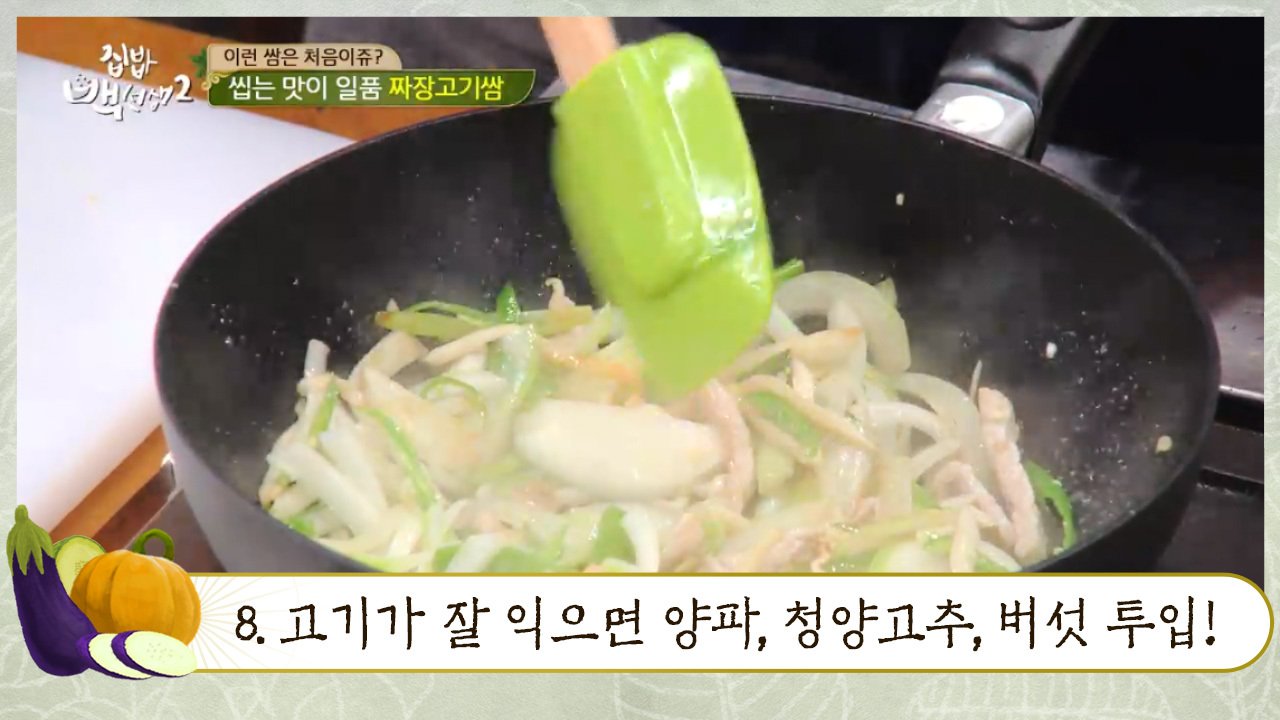 집밥
백선생2
이런 쌈은 처음이쥬?
씹는 맛이 일품 짜장고기쌈
8. 고기가 잘 익으면 양파, 청양고추, 버섯 투입!